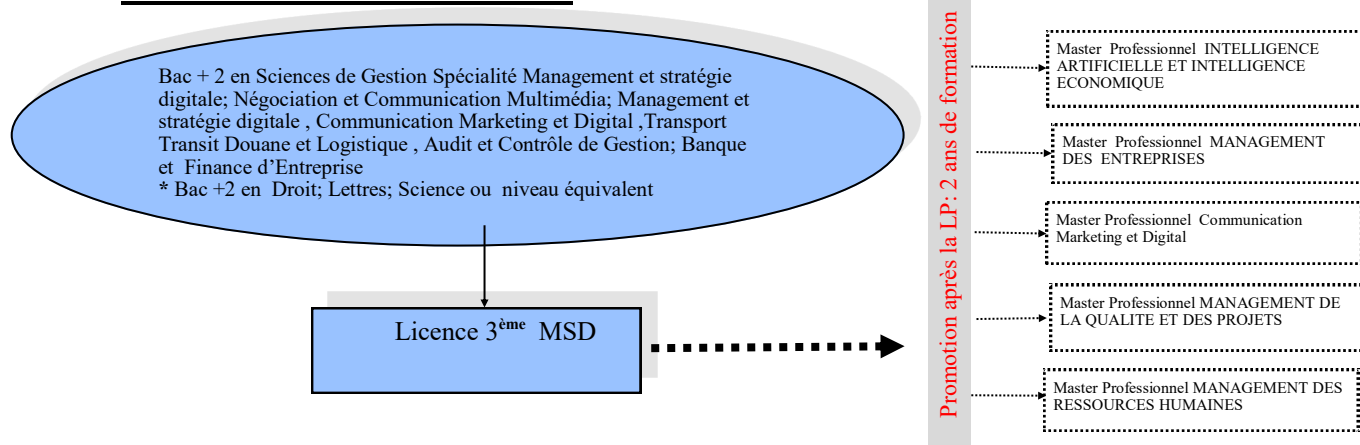 Bac + 2 en Sciences de Gestion Spécialité Management et stratégie
digitale; Négociation et Communication Multimédia; Management et
stratégie digitale , Communication Marketing et Digital ,Transport
Transit Douane et Logistique , Audit et Contrôle de Gestion; Banque
et Finance d’Entreprise
* Bac +2 en Droit; Lettres; Science ou niveau équivalent
Licence 3ème MSD
Promotion après la LP: 2 ans de formation
Master Professionnel INTELLIGENCE
ARTIFICIELLE ET INTELLIGENCE
ECONOMIQUE
Master Professionnel MANAGEMENT
DES ENTREPRISES
Master Professionnel Communication
Marketing et Digital
Master Professionnel MANAGEMENT DE
LA QUALITE ET DES PROJETS
Master Professionnel MANAGEMENT DES
RESSOURCES HUMAINES